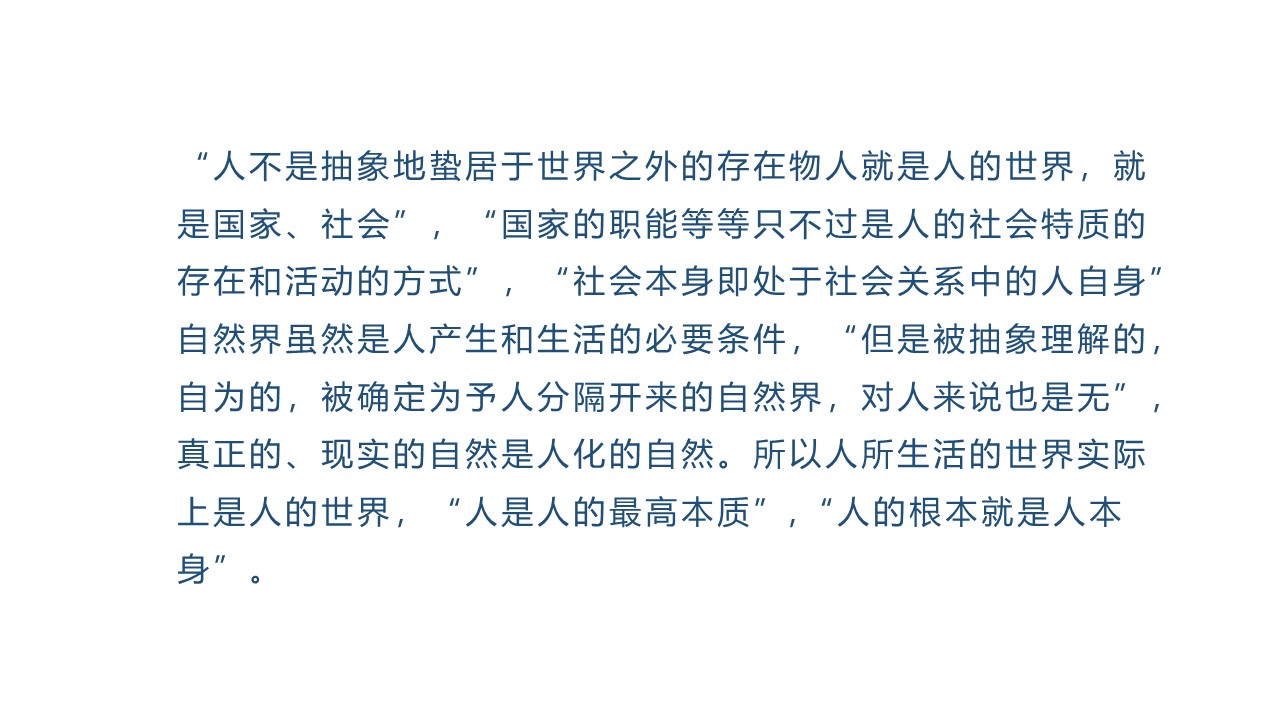 “人不是抽象地蛰居于世界之外的存在物人就是人的世界，就
是国家、社会”，“国家的职能等等只不过是人的社会特质的
存在和活动的方式”，“社会本身即处于社会关系中的人自身”
自然界虽然是人产生和生活的必要条件，“但是被抽象理解的，
自为的，被确定为予人分隔开来的自然界，对人来说也是无”，
真正的、现实的自然是人化的自然。所以人所生活的世界实际
上是人的世界，“人是人的最高本质”,“人的根本就是人本
身”。